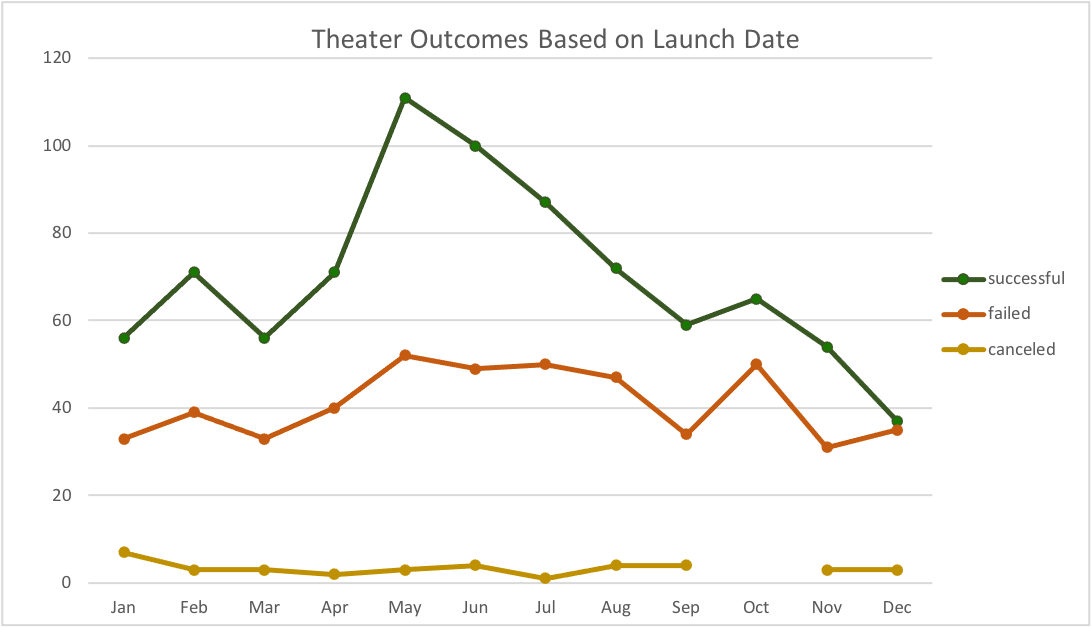 Theater Outcomes Based on Launch Date
120
100
80
60
40
20
0
Jan Feb Mar Apr May Jun Jul Aug Sep Oct Nov Dec
successful
failed
canceled